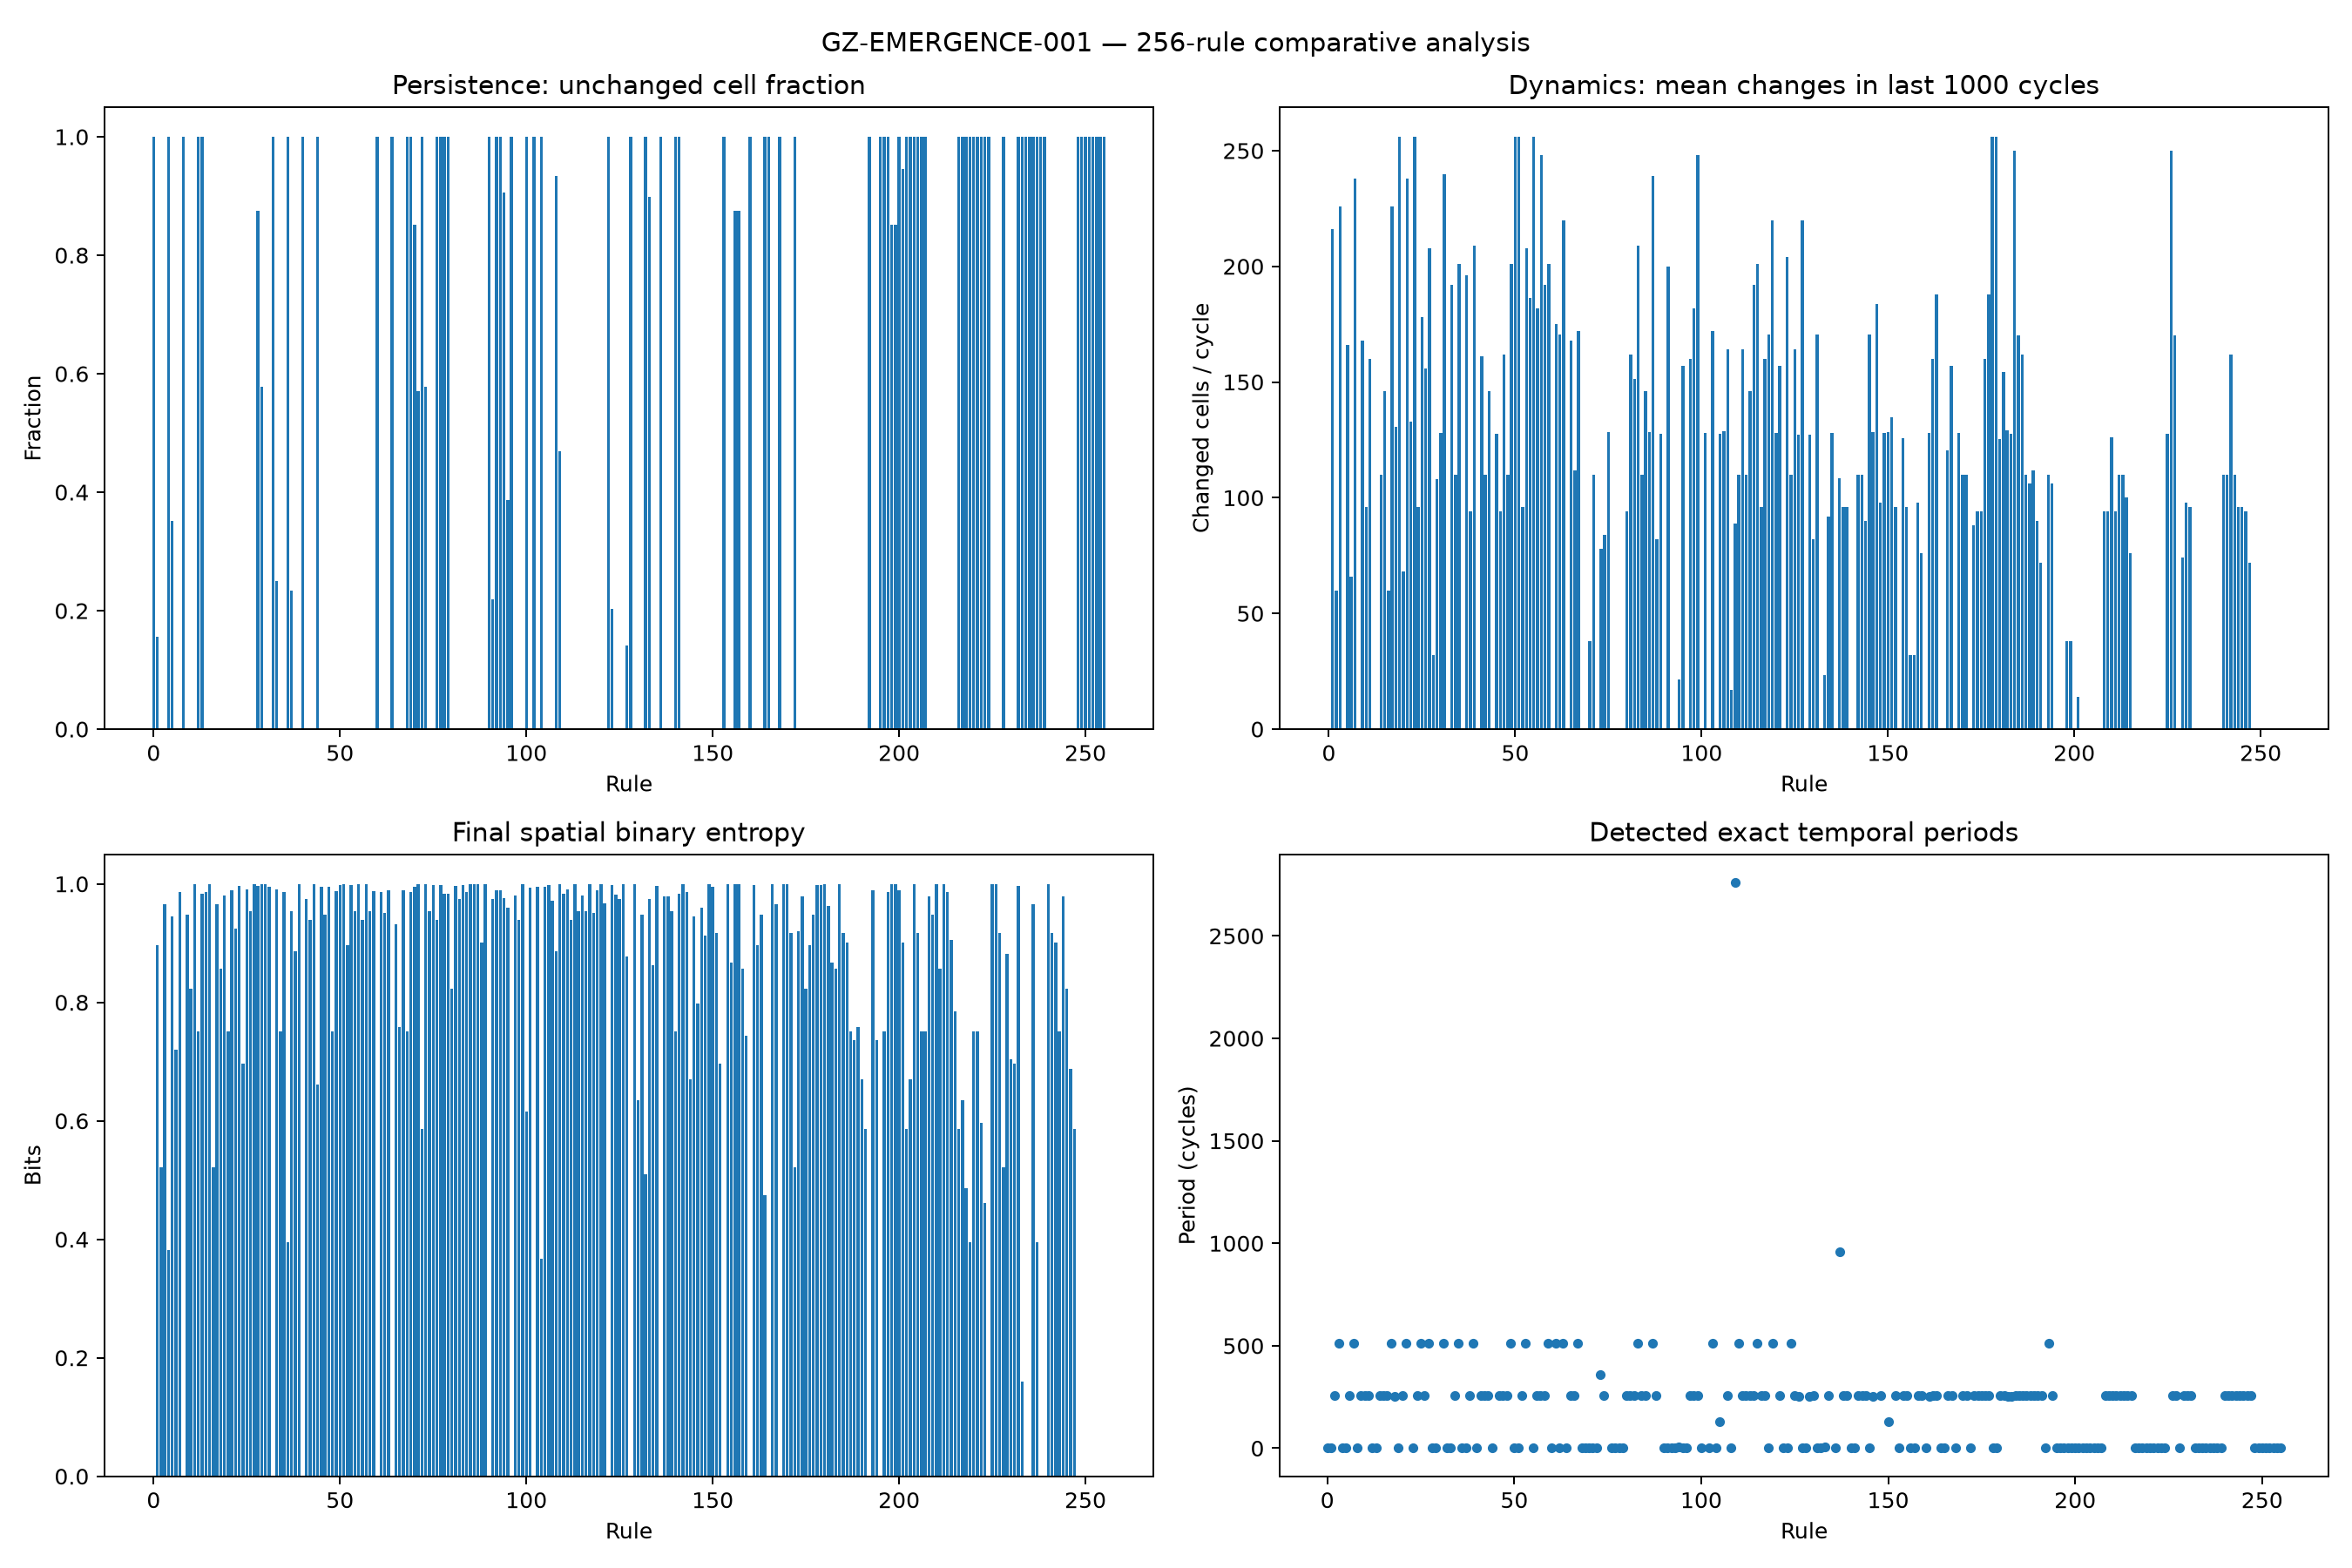 GZ-EMERGENCE-001 — 256-rule comparative analysis
Persistence: unchanged cell fraction
Fraction
1.0
0.8
0.6
0.4
0.2
0.0
0 50 100 150 200 250
Rule
Dynamics: mean changes in last 1000 cycles
Changed cells / cycle
250
200
150
100
50
0
0 50 100 150 200 250
Rule
Final spatial binary entropy
Bits
1.0
0.8
0.6
0.4
0.2
0.0
0 50 100 150 200 250
Rule
Detected exact temporal periods
Period (cycles)
2500
2000
1500
1000
500
0
0 50 100 150 200 250
Rule